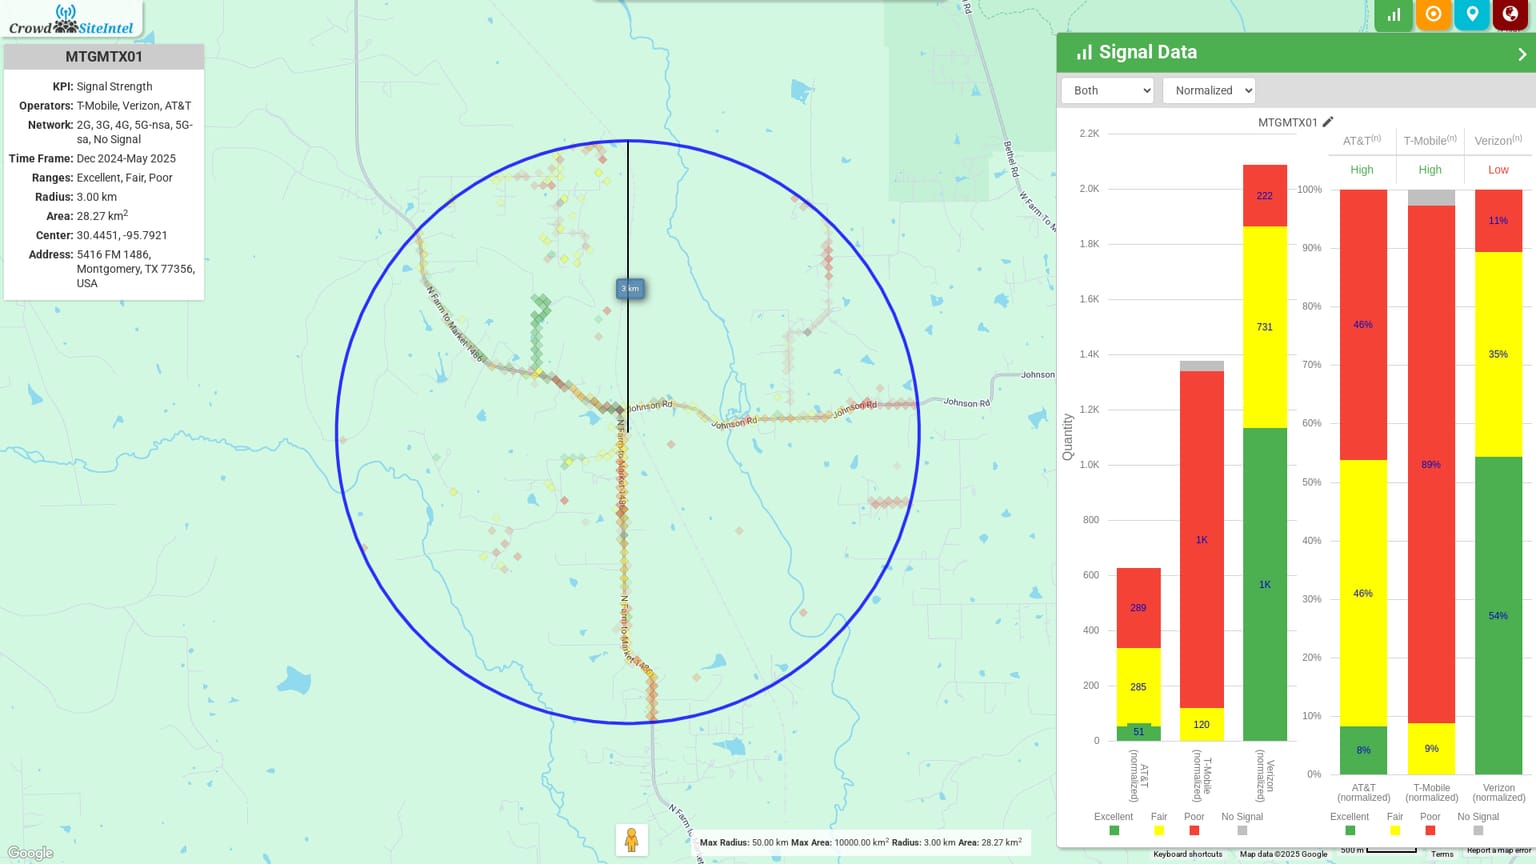 Crowd SiteIntel
MTGMTX01
KPI: Signal Strength
Operators: T-Mobile, Verizon, AT&T
Network: 2G, 3G, 4G, 5G-nsa, 5G-
sa, No Signal
Time Frame: Dec 2024-May 2025
Ranges: Excellent, Fair, Poor
Radius: 3.00 km
Area: 28.27 km2
Center: 30.4451, -95.7921
Address: 5416 FM 1486,
Montgomery, TX 77356,
USA
Bethel Rd
W Farm To M
3 km
N Farm to Market 1486
Johnson Rd
Johnson Rd
Johnson Rd
Johnson Rd
Johnson
N Farm to Market 1486
N Farm to Market 1486
N Farm to
Google
Max Radius: 50.00 km Max Area: 10000.00 km2 Radius: 3.00 km Area: 28.27 km2
Keyboard shortcuts
Map data ©2025 Google
500 m
Terms
Report a map error
Signal Data
Both
Normalized
MTGMTX01
2.2K
2.0K
1.8K
1.6K
1.4K
1.2K
1.0K
800
600
400
200
0
Quantity
289
285
51
1K
120
222
731
1K
AT&T
(normalized)
T-Mobile
(normalized)
Verizon
(normalized)
Excellent
Fair
Poor
No Signal
AT&T(n)
T-Mobile(n)
Verizon(n)
High
High
Low
100%
90%
80%
70%
60%
50%
40%
30%
20%
10%
0%
46%
46%
8%
89%
9%
11%
35%
54%
AT&T
(normalized)
T-Mobile
(normalized)
Verizon
(normalized)
Excellent
Fair
Poor
No Signal